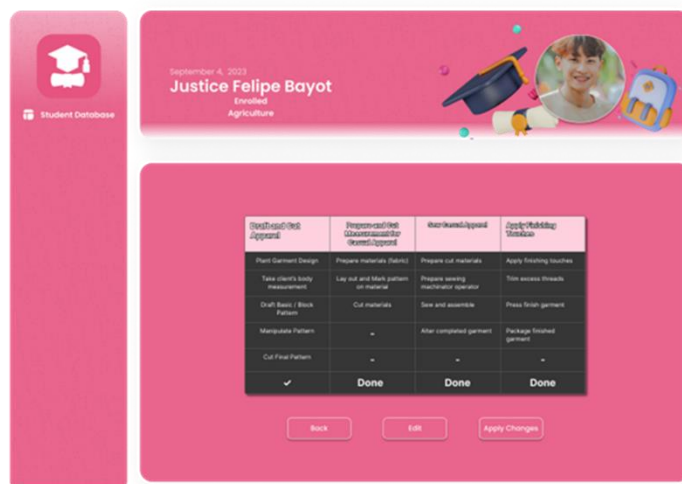 September 4, 2023
Justice Felipe Bayot
Enrolled
Agriculture
Student Database
Draft and Cut
Apparel
Prepare and Cut
Measurement for
Casual Apparel
Sew Casual Apparel
Apply Finishing
Touches
Plant Garment Design
Prepare materials (fabric)
Prepare cut materials
Apply finishing touches
Take client's body
measurement
Lay out and Mark pattern
on material
Prepare sewing
machinator operator
Trim excess threads
Draft Basic / Block
Pattern
Cut materials
Sew and assemble
Press finish garment
Manipulate Pattern
-
After completed garment
Package finished
garment
Cut Final Pattern
-
-
-
✓
Done
Done
Done
Back
Edit
Apply Changes